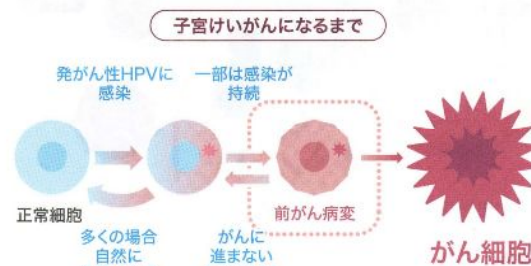 子宮けいがんになるまで
発がん性HPVに
感染
一部は感染が
持続
正常細胞
前がん病変
多くの場合
自然に
がんに
進まない
がん細胞